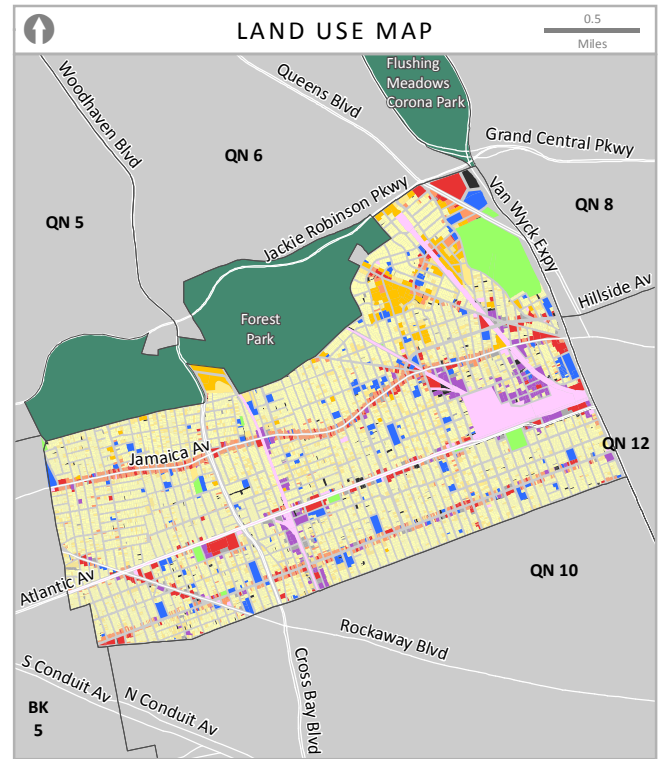 LAND USE MAP
0.5
Miles
Flushing
Meadows
Corona Park
Woodhaven Blvd
Queens Blvd
Grand Central Pkwy
QN 6
Van Wyck Expy
QN 8
QN 5
Jackie Robinson Pkwy
Hillside Av
Forest
Park
Jamaica Av
QN 12
QN 10
Atlantic Av
Rockaway Blvd
S Conduit Av
N Conduit Av
Cross Bay Blvd
BK
5